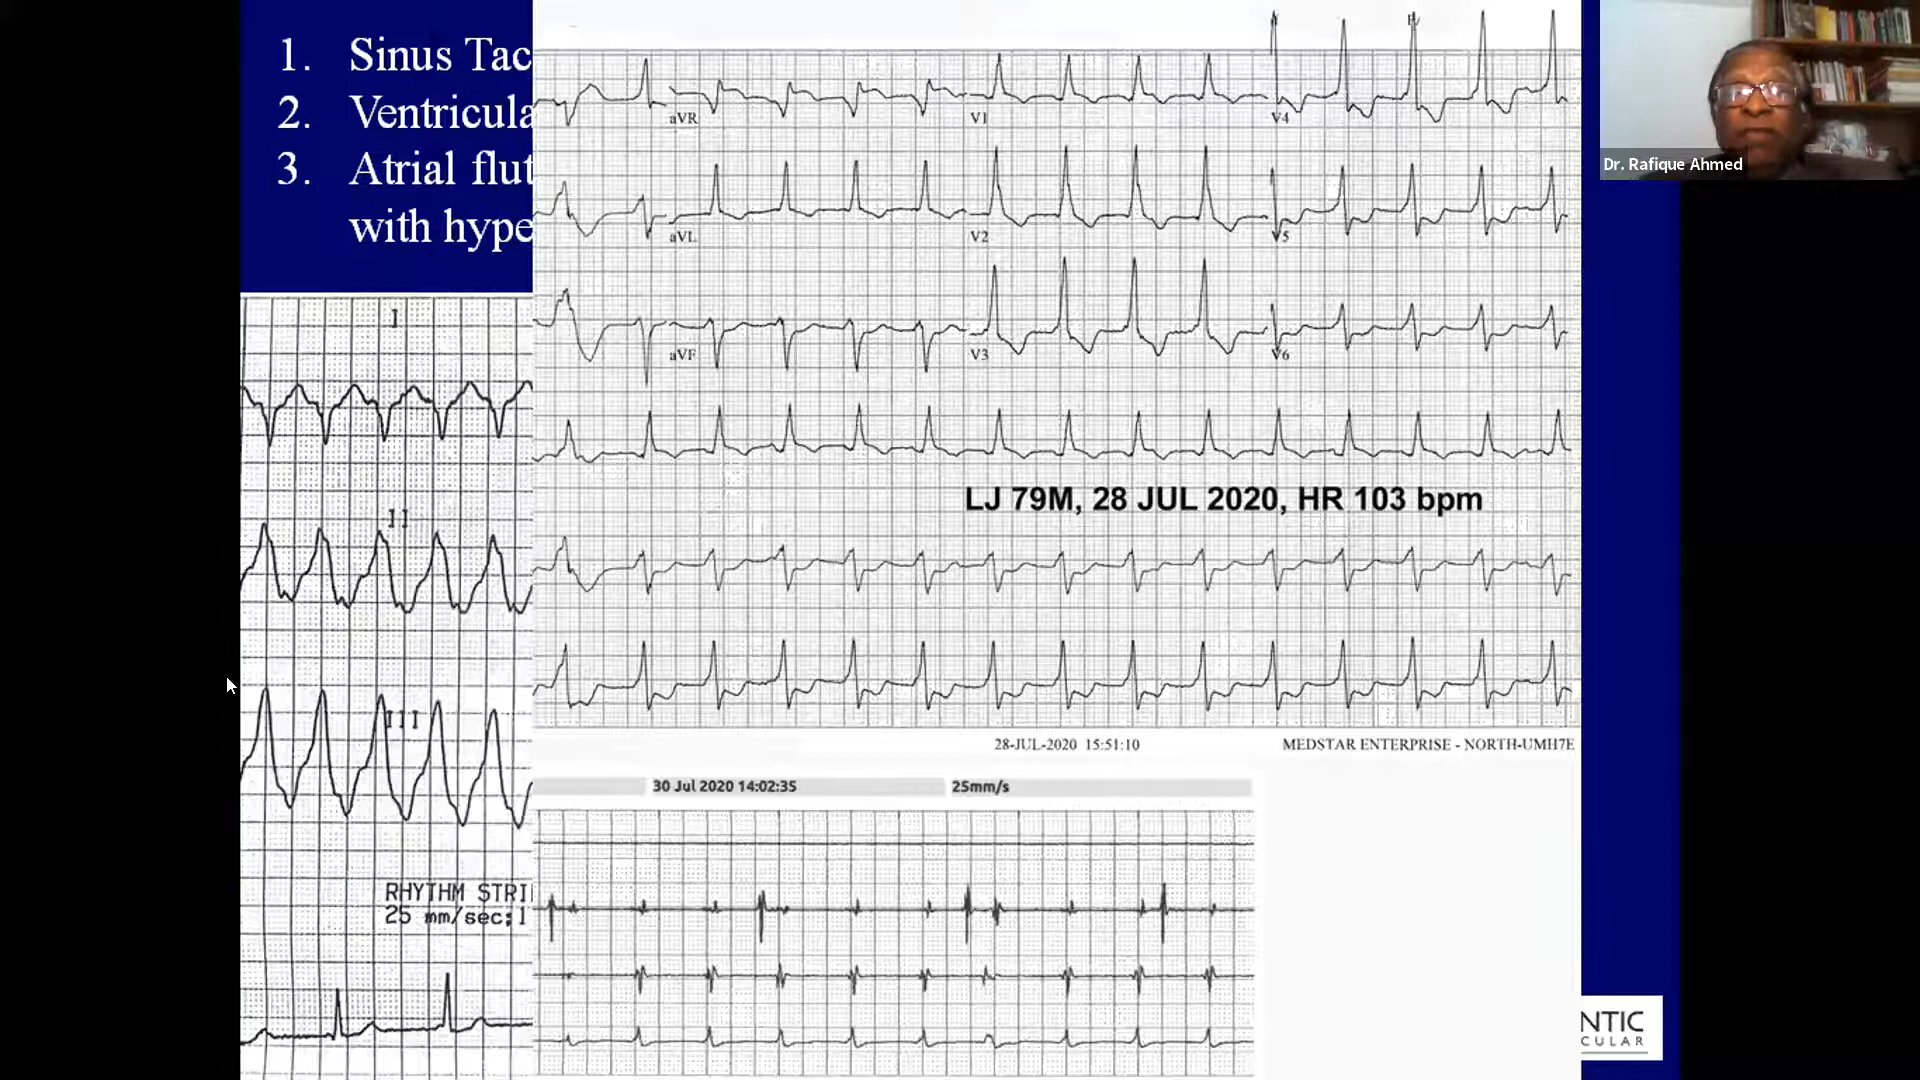 1. Sinus Tac
2. Ventricula
3. Atrial flut
with hype
Dr. Rafique Ahmed
aVR
V1
V4
aVL
V2
V5
aVF
V3
V6
I
II
III
LJ 79M, 28 JUL 2020, HR 103 bpm
28-JUL-2020 15:51:10
MEDSTAR ENTERPRISE - NORTH-UMH7E
30 Jul 2020 14:02:35
25mm/s
RHYTHM STRI
25 mm/sec;1
NTIC
CULAR